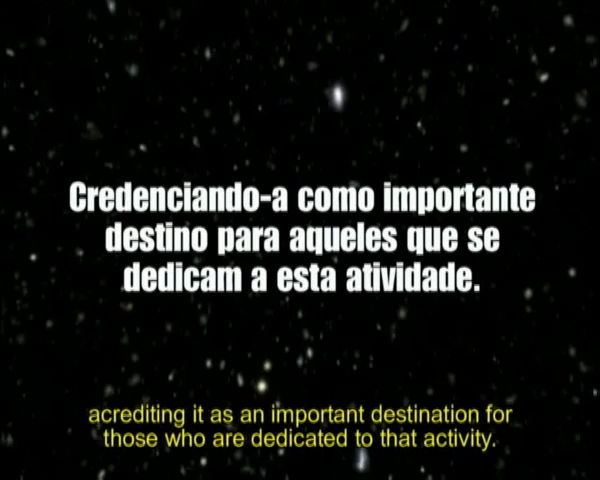 Credenciando-a como importante
destino para aqueles que se
dedicam a esta atividade.
acrediting it as an important destination for
those who are dedicated to that activity.